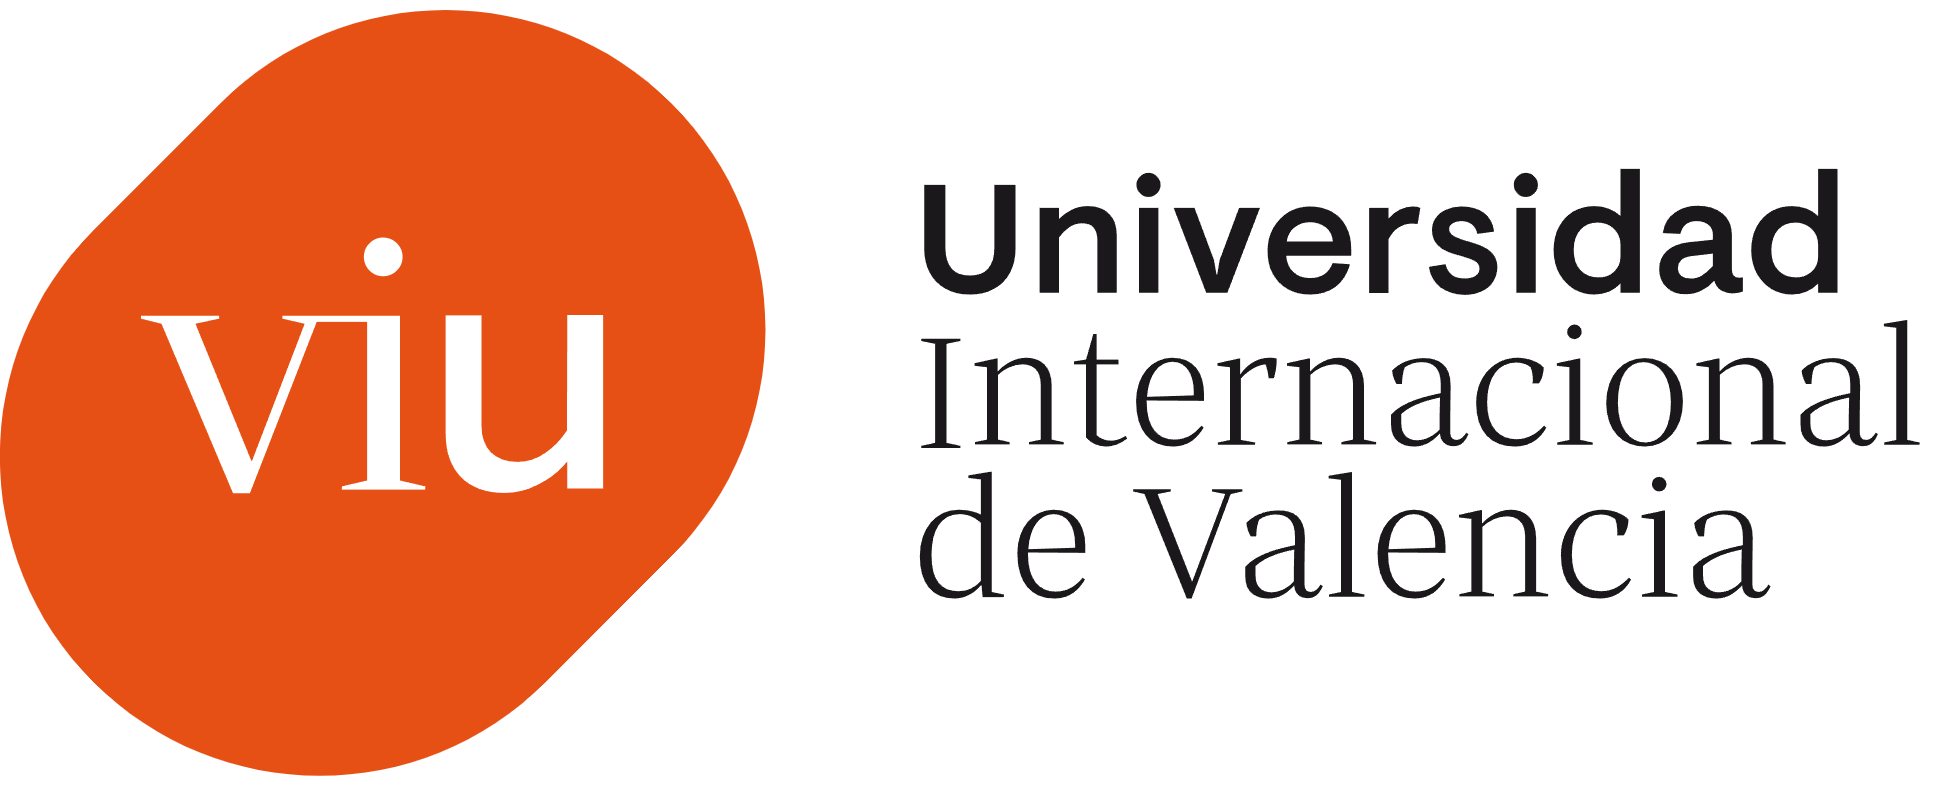 viu
Universidad
Internacional
de Valencia